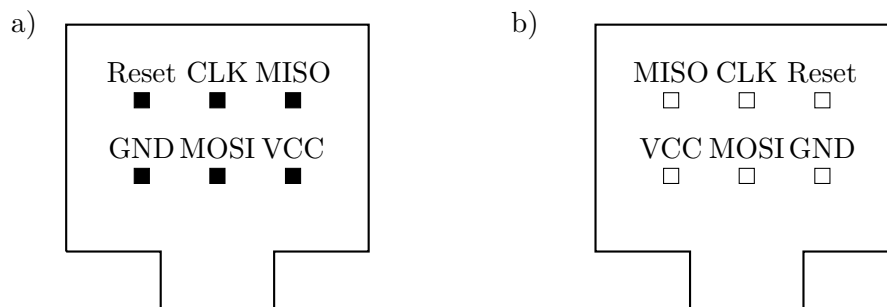 a) b)
Reset CLK MISO MISO CLK Reset
GND MOSI VCC VCC MOSI GND